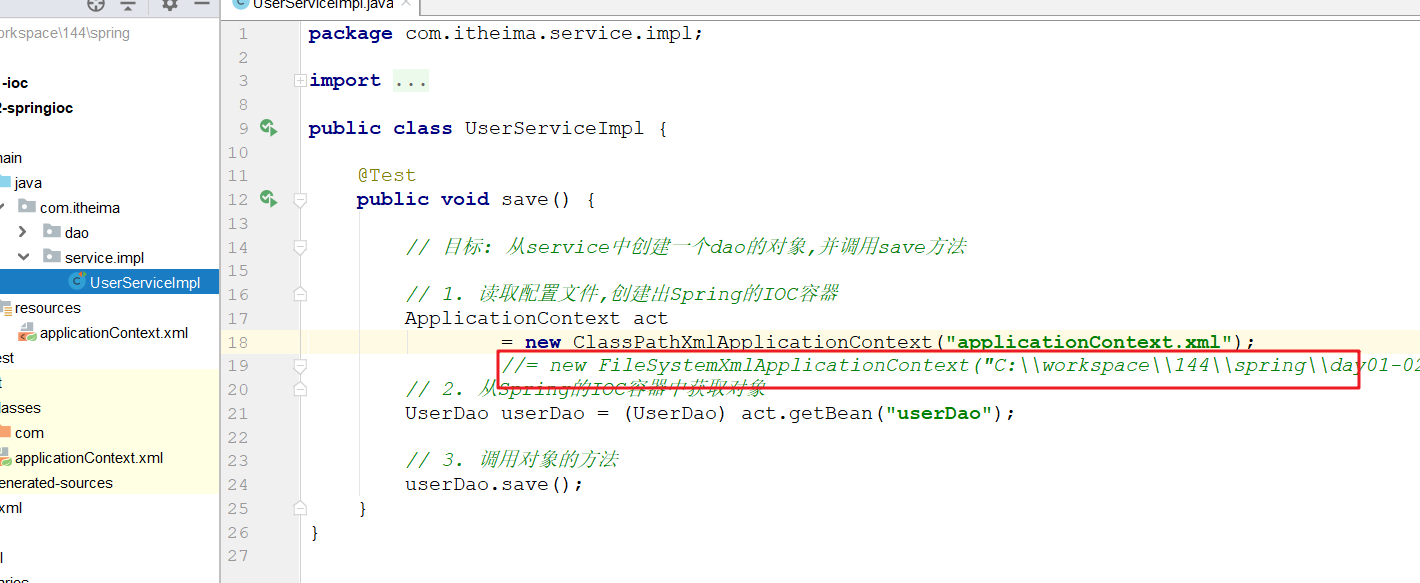 UserServiceImpl.java
orkspace\144\spring
-ioc
2-springioc
ain
java
com.itheima
dao
service.impl
UserServiceImpl
resources
applicationContext.xml
est
t
lasses
com
applicationContext.xml
enerated-sources
xml
l
1 package com.itheima.service.impl;
2
3 import ...
8
9 public class UserServiceImpl {
10
11 @Test
12 public void save() {
13
14 // 目标: 从service中创建一个dao的对象,并调用save方法
15
16 // 1. 读取配置文件,创建出Spring的IOC容器
17 ApplicationContext act
18 = new ClassPathXmlApplicationContext("applicationContext.xml");
19 //= new FileSystemXmlApplicationContext("C:\\workspace\\144\\spring\\day01-02
20 // 2. 从Spring的IOC容器中获取对象
21 UserDao userDao = (UserDao) act.getBean("userDao");
22
23 // 3. 调用对象的方法
24 userDao.save();
25 }
26 }
27